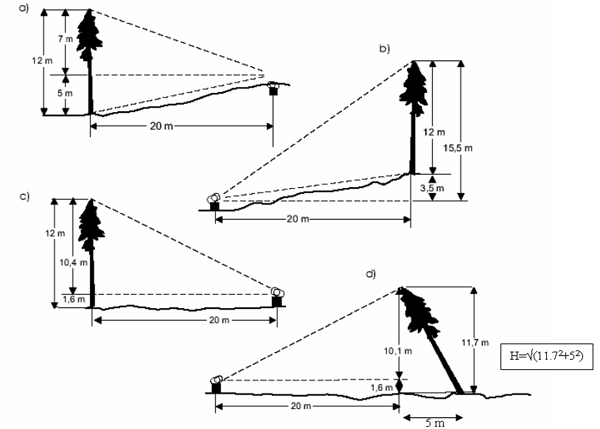 a)
7 m
12 m
5 m
20 m
b)
12 m
15,5 m
3,5 m
20 m
c)
12 m
10,4 m
1,6 m
20 m
d)
10,1 m
11,7 m
1,6 m
20 m
5 m
H=√(11.7²+5²)